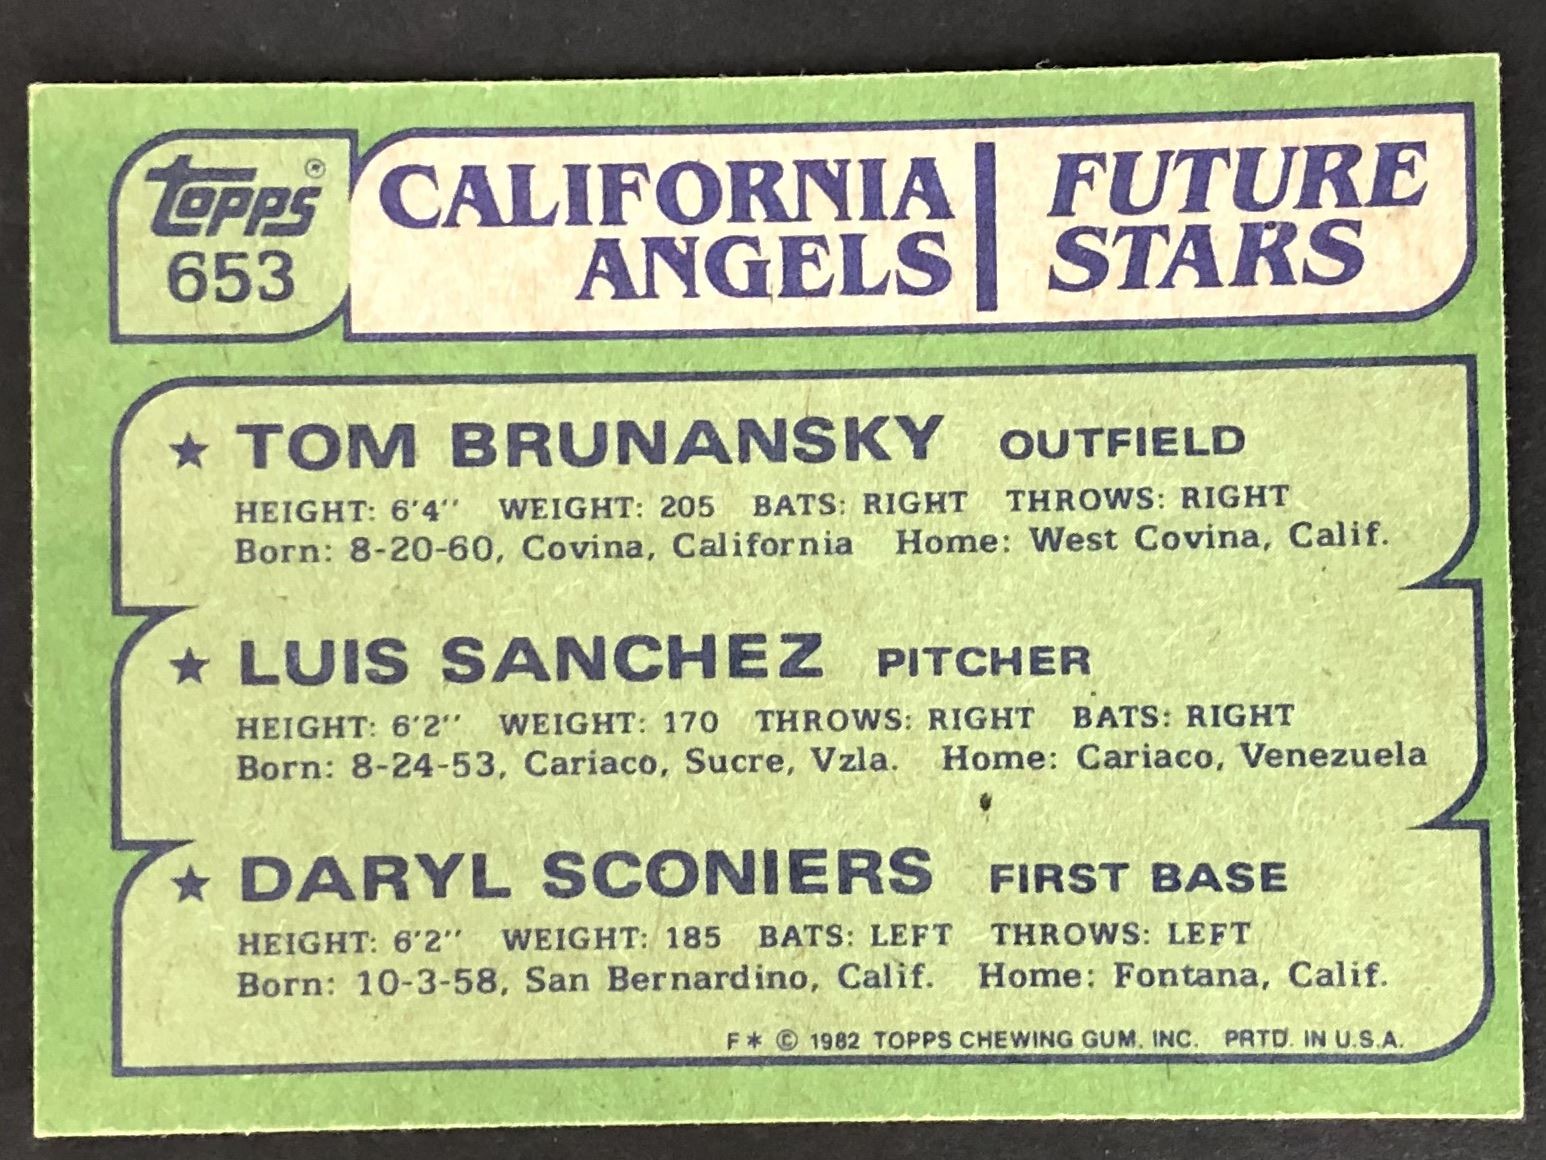 Topps®
653
CALIFORNIA
ANGELS
FUTURE
STARS
★ TOM BRUNANSKY OUTFIELD
HEIGHT: 6'4'' WEIGHT: 205 BATS: RIGHT THROWS: RIGHT
Born: 8-20-60, Covina, California Home: West Covina, Calif.
★ LUIS SANCHEZ PITCHER
HEIGHT: 6'2'' WEIGHT: 170 THROWS: RIGHT BATS: RIGHT
Born: 8-24-53, Cariaco, Sucre, Vzla. Home: Cariaco, Venezuela
★ DARYL SCONIERS FIRST BASE
HEIGHT: 6'2'' WEIGHT: 185 BATS: LEFT THROWS: LEFT
Born: 10-3-58, San Bernardino, Calif. Home: Fontana, Calif.
F* © 1982 TOPPS CHEWING GUM, INC. PRTD. IN U.S.A.